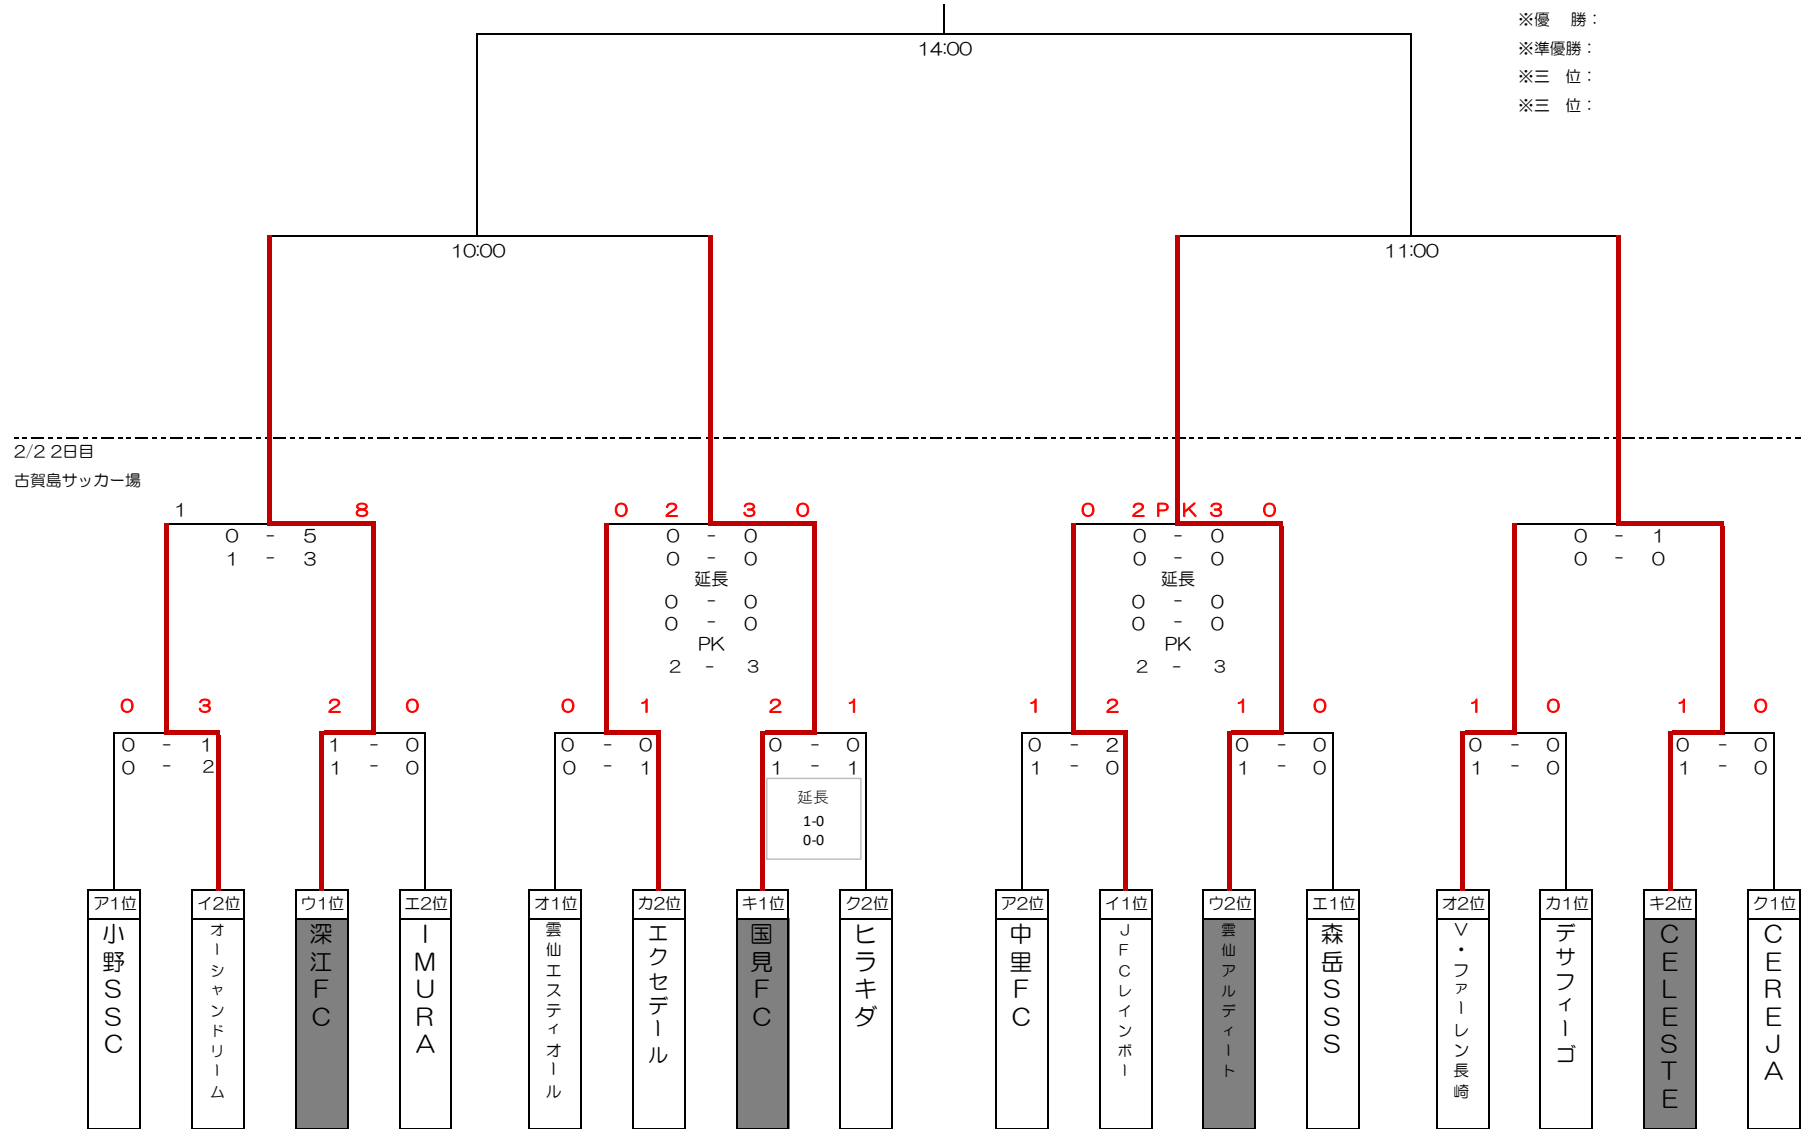 ※優　勝：
14:00
※準優勝：
※三　位：
※三　位：
10:00
11:00
2/2 2日目
古賀島サッカー場
1 8 0 2 3 0 0 2 P K 3 0
0 - 5 0 - 0 0 - 0 0 - 1
1 - 3 0 - 0 0 - 0 0 - 0
延長 延長
0 - 0 0 - 0
0 - 0 0 - 0
PK PK
2 - 3 2 - 3
0 3 2 0 0 1 2 1 1 2 1 0 1 0 1 0
0 - 1 1 - 0 0 - 0 0 - 0 0 - 2 0 - 0 0 - 0 0 - 0
0 - 2 1 - 0 0 - 1 1 - 1 1 - 0 1 - 0 1 - 0 1 - 0
延長
1-0
0-0
ア1位 イ2位 ウ1位 エ2位 オ1位 カ2位 キ1位 ク2位 ア2位 イ1位 ウ2位 エ1位 オ2位 カ1位 キ2位 ク1位
小野SSC
オーシャンドリーム
深江FC
IMURA
雲仙エスティオール
エクセデール
国見FC
ヒラキダ
中里FC
JFCレインボー
雲仙アルディート
森岳SSS
V・ファーレン長崎
デサフィーゴ
CELESTE
CEREJA